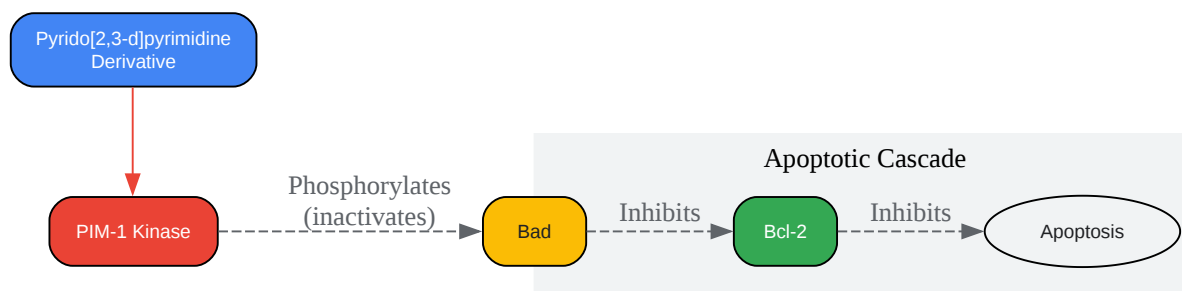 Pyrido[2,3-d]pyrimidine
Derivative
Apoptotic Cascade
Phosphorylates
(inactivates)
Inhibits
Inhibits
PIM-1 Kinase
Bad
Bcl-2
Apoptosis